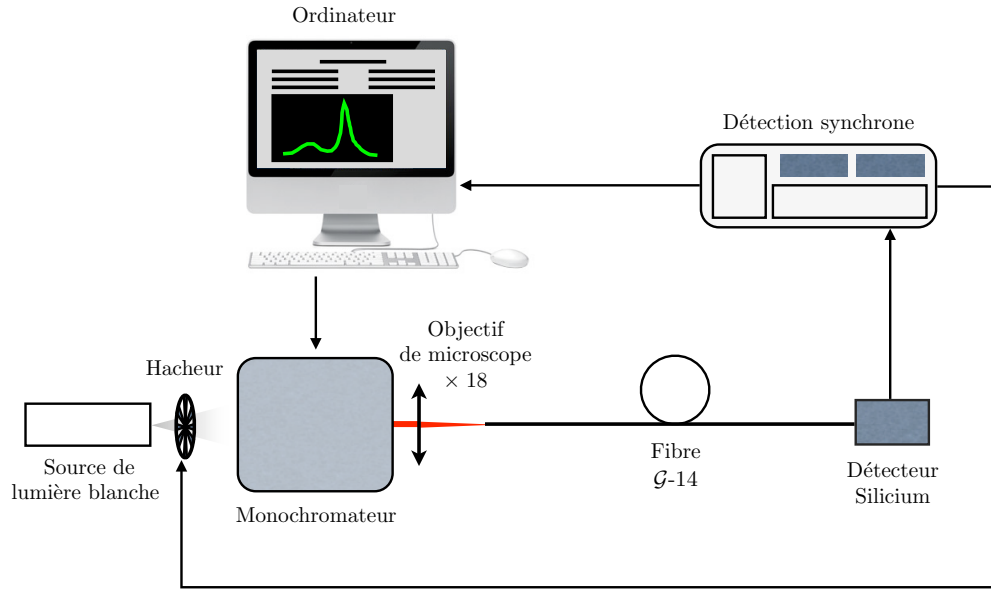 Ordinateur
Détection synchrone
Objectif
de microscope
× 18
Hacheur
Source de
lumière blanche
Monochromateur
Fibre
𝒢-14
Détecteur
Silicium